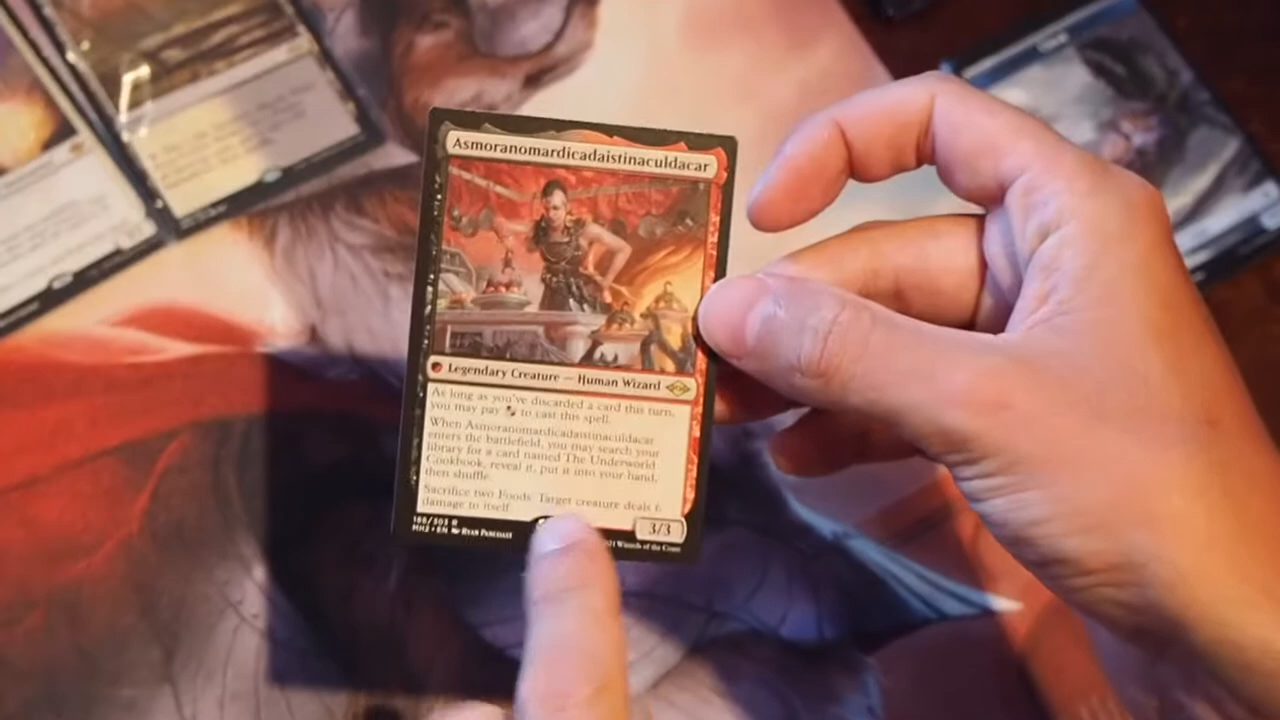 Asmoranomardicadaistinaculdacar
Legendary Creature — Human Wizard
As long as you've discarded a card this turn,
you may pay to cast this spell.
When Asmoranomardicadaistinaculdacar
enters the battlefield, you may search your
library for a card named The Underworld
Cookbook, reveal it, put it into your hand,
then shuffle.
Sacrifice two Foods: Target creature deals 6
damage to itself.
186/303 R
MH2 • EN Ryan Pancoast
3/3
2021 Wizards of the Coast